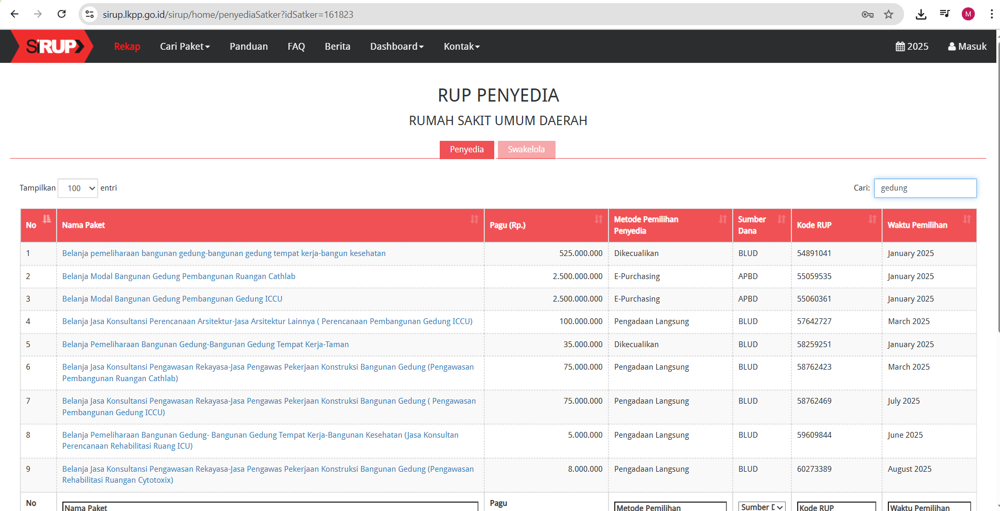 sirup.lkpp.go.id/sirup/home/penyediaSatker?idSatker=161823
M
SiRUP Rekap Cari Paket Panduan FAQ Berita Dashboard Kontak 2025 Masuk
RUP PENYEDIA
RUMAH SAKIT UMUM DAERAH
Penyedia Swakelola
Tampilkan 100 entri Cari: gedung
No Nama Paket Pagu (Rp.) Metode Pemilihan Penyedia Sumber Dana Kode RUP Waktu Pemilihan
1 Belanja pemeliharaan bangunan gedung-bangunan gedung tempat kerja-bangun kesehatan 525.000.000 Dikecualikan BLUD 54891041 January 2025
2 Belanja Modal Bangunan Gedung Pembangunan Ruangan Cathlab 2.500.000.000 E-Purchasing APBD 55059535 January 2025
3 Belanja Modal Bangunan Gedung Pembangunan Gedung ICCU 2.500.000.000 E-Purchasing APBD 55060361 January 2025
4 Belanja Jasa Konsultansi Perencanaan Arsitektur-Jasa Arsitektur Lainnya ( Perencanaan Pembangunan Gedung ICCU) 100.000.000 Pengadaan Langsung BLUD 57642727 March 2025
5 Belanja Pemeliharaan Bangunan Gedung-Bangunan Gedung Tempat Kerja-Taman 35.000.000 Dikecualikan BLUD 58259251 January 2025
6 Belanja Jasa Konsultansi Pengawasan Rekayasa-Jasa Pengawas Pekerjaan Konstruksi Bangunan Gedung (Pengawasan 75.000.000 Pengadaan Langsung BLUD 58762423 March 2025
Pembangunan Ruangan Cathlab)
7 Belanja Jasa Konsultansi Pengawasan Rekayasa-Jasa Pengawas Pekerjaan Konstruksi Bangunan Gedung ( Pengawasan 75.000.000 Pengadaan Langsung BLUD 58762469 July 2025
Pembangunan Gedung ICCU)
8 Belanja Pemeliharaan Bangunan Gedung- Bangunan Gedung Tempat Kerja-Bangunan Kesehatan (Jasa Konsultan 5.000.000 Pengadaan Langsung BLUD 59609844 June 2025
Perencanaan Rehabilitasi Ruang ICU)
9 Belanja Jasa Konsultansi Pengawasan Rekayasa-Jasa Pengawas Pekerjaan Konstruksi Bangunan Gedung (Pengawasan 8.000.000 Pengadaan Langsung BLUD 60273389 August 2025
Rehabilitasi Ruangan Cytotoxix)
No Nama Paket Pagu Metode Pemilihan Sumber D Kode RUP Waktu Pemilihan